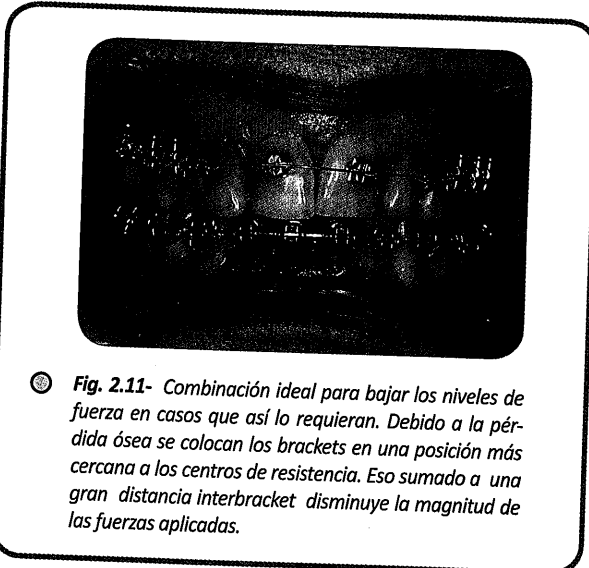 Fig. 2.11- Combinación ideal para bajar los niveles de
fuerza en casos que así lo requieran. Debido a la pér-
dida ósea se colocan los brackets en una posición más
cercana a los centros de resistencia. Eso sumado a una
gran distancia interbracket disminuye la magnitud de
las fuerzas aplicadas.